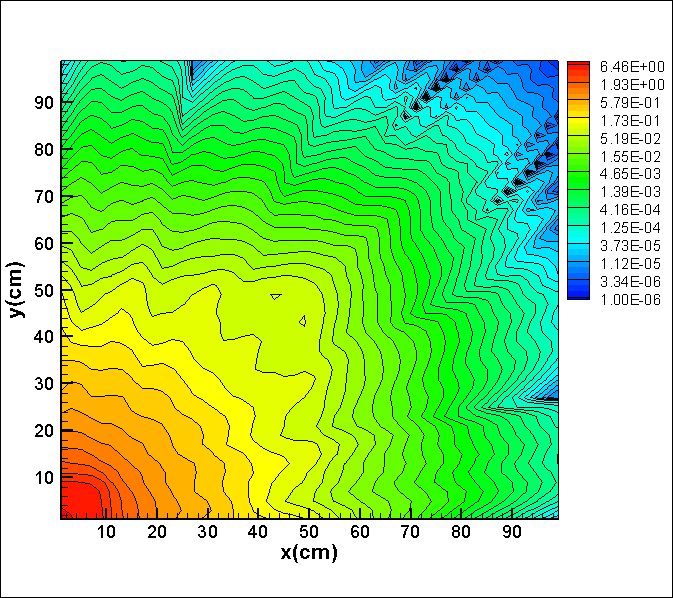 90
80
70
60
50
40
30
20
10
y(cm)
10 20 30 40 50 60 70 80 90
x(cm)
6.46E+00
1.93E+00
5.79E-01
1.73E-01
5.19E-02
1.55E-02
4.65E-03
1.39E-03
4.16E-04
1.25E-04
3.73E-05
1.12E-05
3.34E-06
1.00E-06